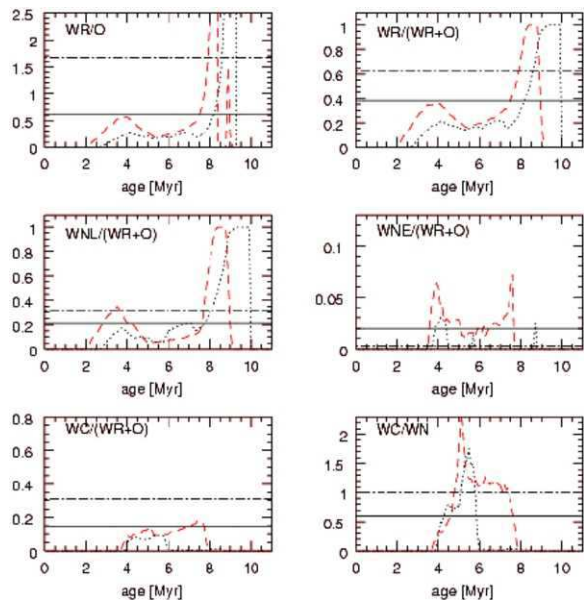 WR/O
2.5
2
1.5
1
0.5
0
0 2 4 6 8 10
age [Myr]
WR/(WR+O)
1
0.8
0.6
0.4
0.2
0
0 2 4 6 8 10
age [Myr]
WNL/(WR+O)
1
0.8
0.6
0.4
0.2
0
0 2 4 6 8 10
age [Myr]
WNE/(WR+O)
0.1
0.05
0
0 2 4 6 8 10
age [Myr]
WC/(WR+O)
0.8
0.6
0.4
0.2
0
0 2 4 6 8 10
age [Myr]
WC/WN
2
1.5
1
0.5
0
0 2 4 6 8 10
age [Myr]